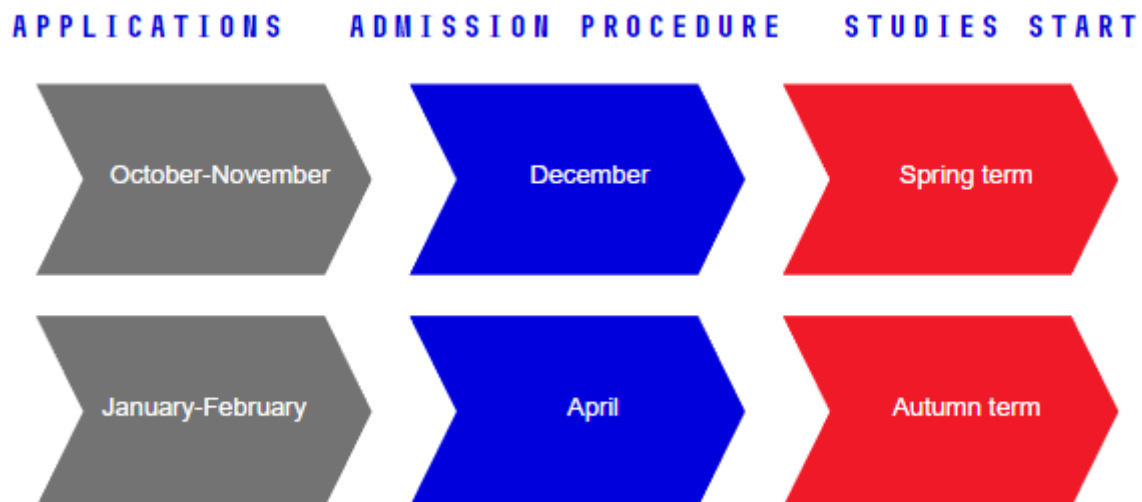 APPLICATIONS ADMISSION PROCEDURE STUDIES START
October-November December Spring term
January-February April Autumn term